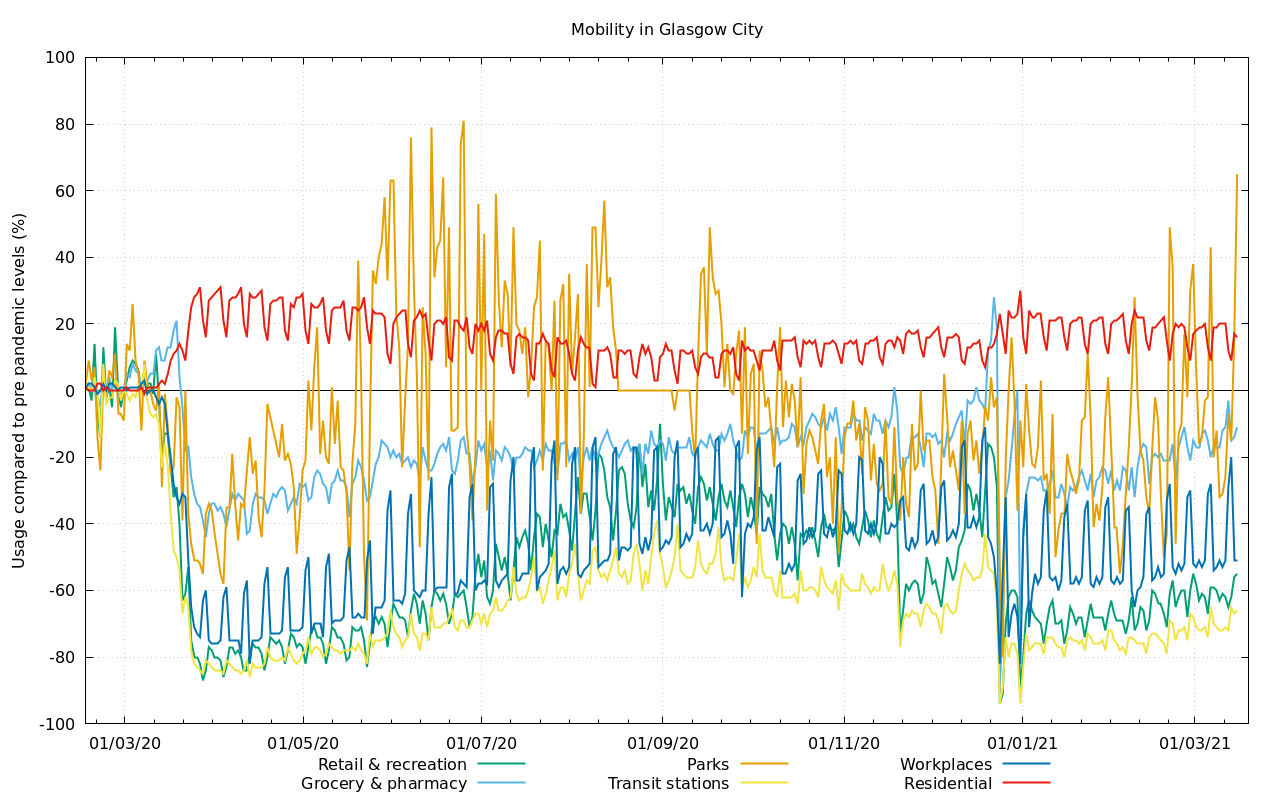 Mobility in Glasgow City
Usage compared to pre pandemic levels (%)
100
80
60
40
20
0
-20
-40
-60
-80
-100
01/03/20 01/05/20 01/07/20 01/09/20 01/11/20 01/01/21 01/03/21
Retail & recreation Parks Workplaces
Grocery & pharmacy Transit stations Residential